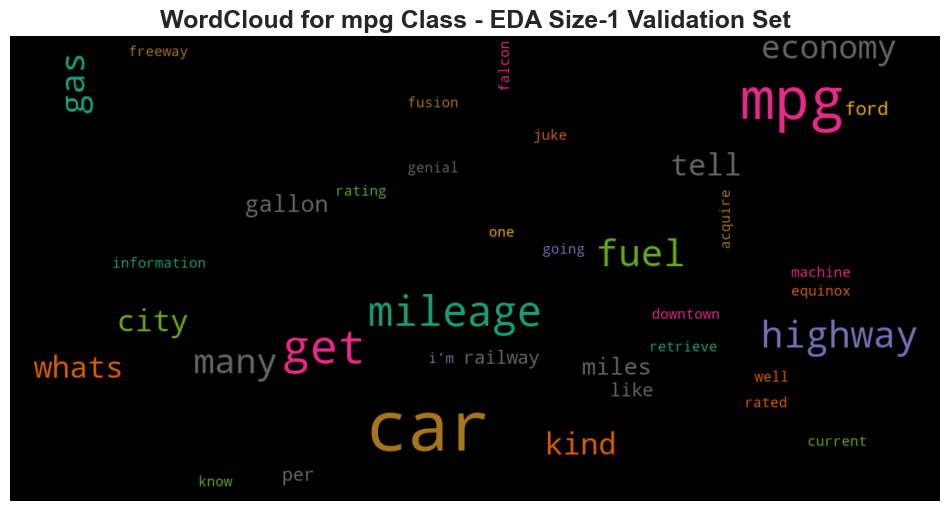 WordCloud for mpg Class - EDA Size-1 Validation Set
economy
freeway
falcon
gas
mpg
fusion
ford
juke
tell
genial
rating
gallon
acquire
one
going
fuel
information
machine
equinox
mileage
downtown
city
highway
get
retrieve
many
i'm
railway
whats
miles
well
like
rated
car
kind
current
per
know